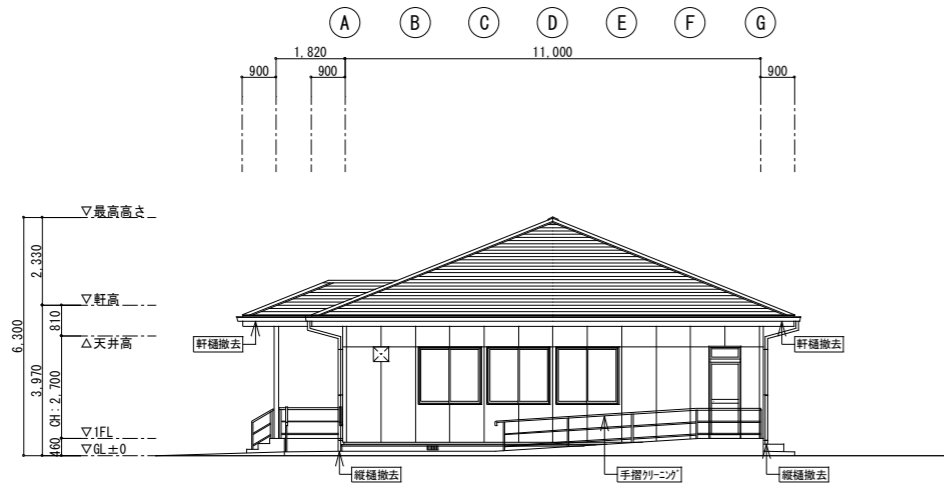 A B C D E F G
1,820 11,000
900 900 900
▽最高高さ
2,330
▽軒高
810
6,300
△天井高
軒樋撤去 軒樋撤去
3,970
CH:2,700
▽1FL
460
▽GL±0
縦樋撤去 手摺クリーニング 縦樋撤去